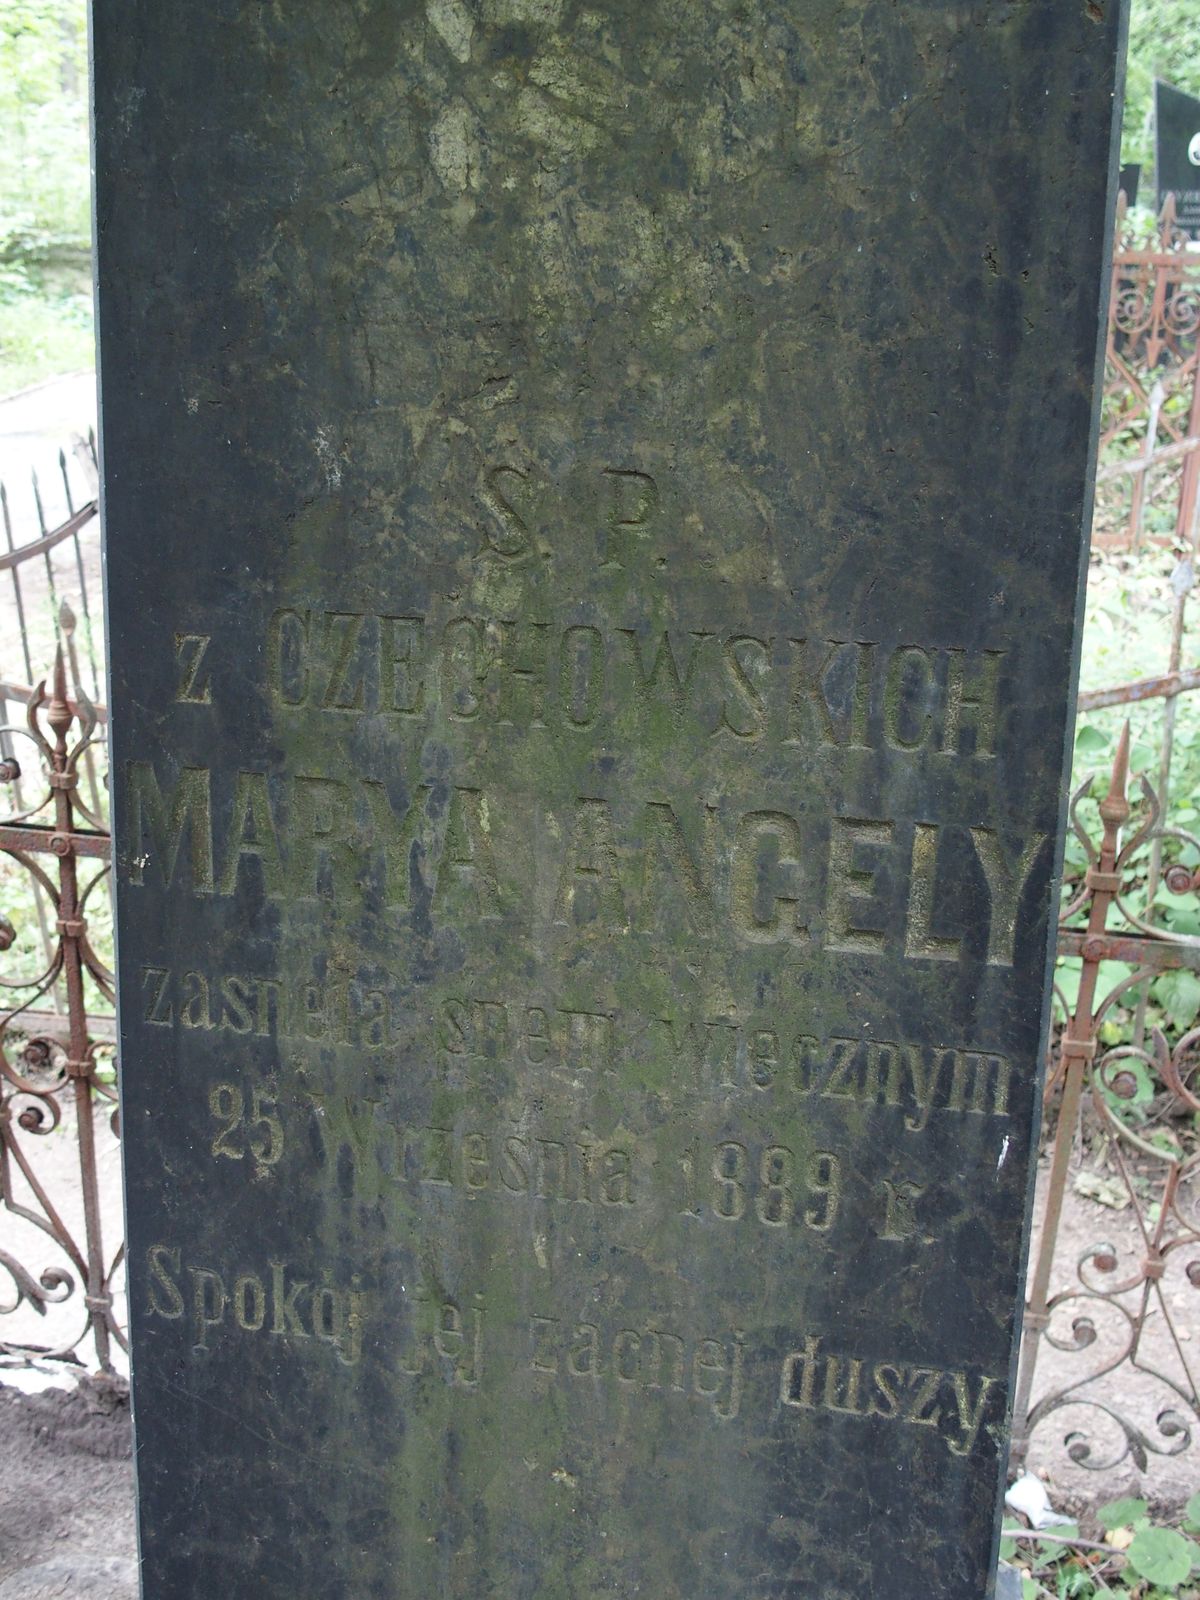 Ś. P.
z CZECHOWSKICH
MARYA ANGELY
zasnęła snem wiecznym
25 Września 1889 r.
Spokój jej zacnej duszy.